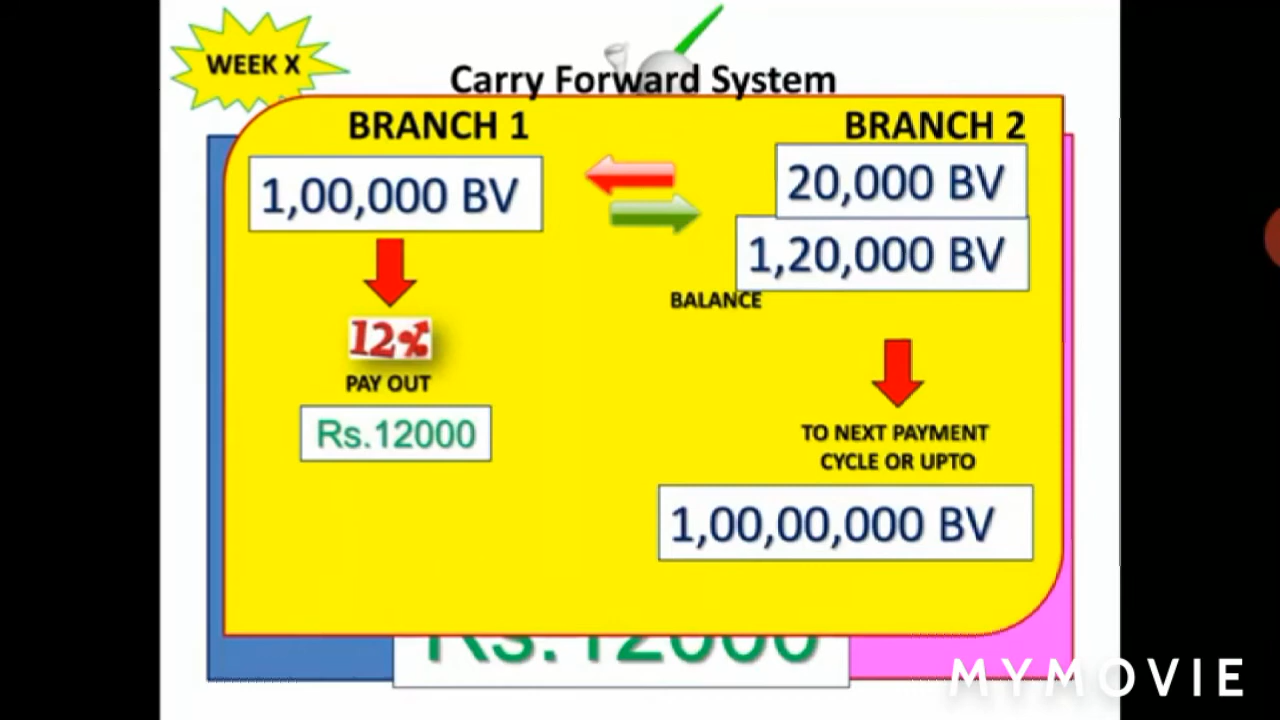 WEEK X
Carry Forward System
BRANCH 1
BRANCH 2
1,00,000 BV
20,000 BV
1,20,000 BV
BALANCE
12%
PAY OUT
Rs.12000
TO NEXT PAYMENT
CYCLE OR UPTO
1,00,00,000 BV
Rs.12000
MYMOVIE